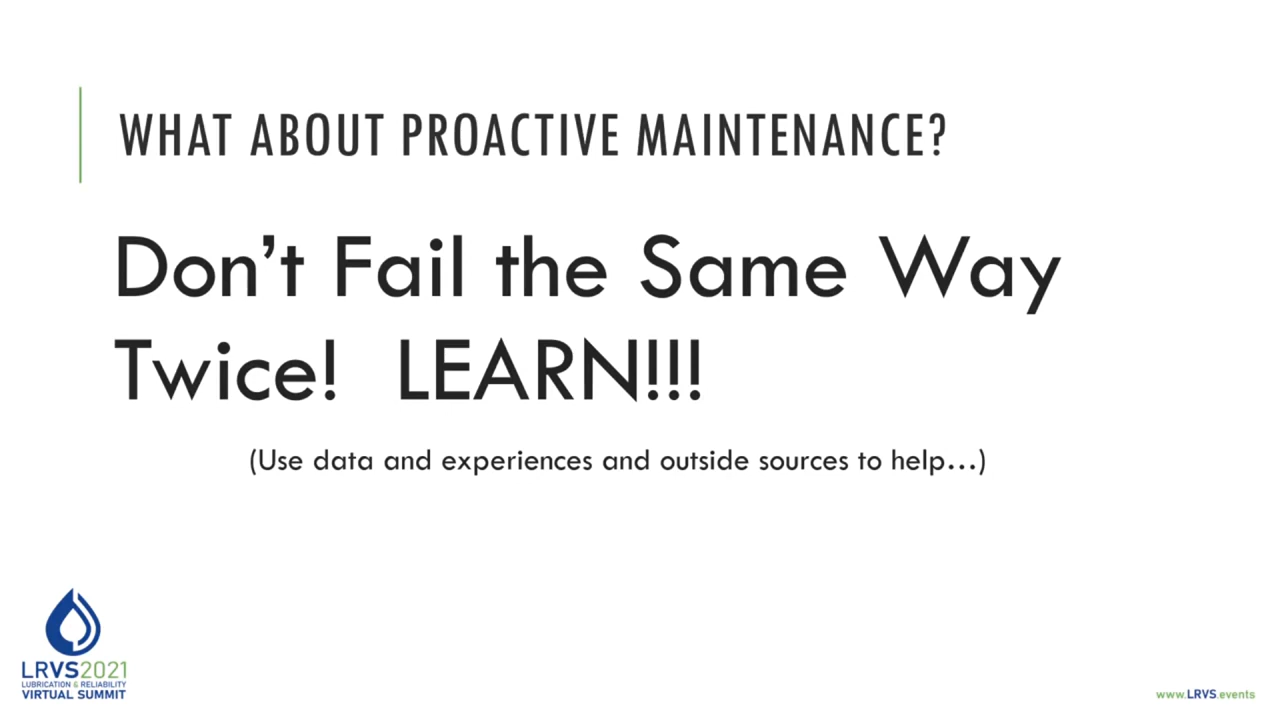 WHAT ABOUT PROACTIVE MAINTENANCE?
Don’t Fail the Same Way
Twice!  LEARN!!!
(Use data and experiences and outside sources to help...)
LRVS2021
LUBRICATION & RELIABILITY
VIRTUAL SUMMIT
www.LRVS.events